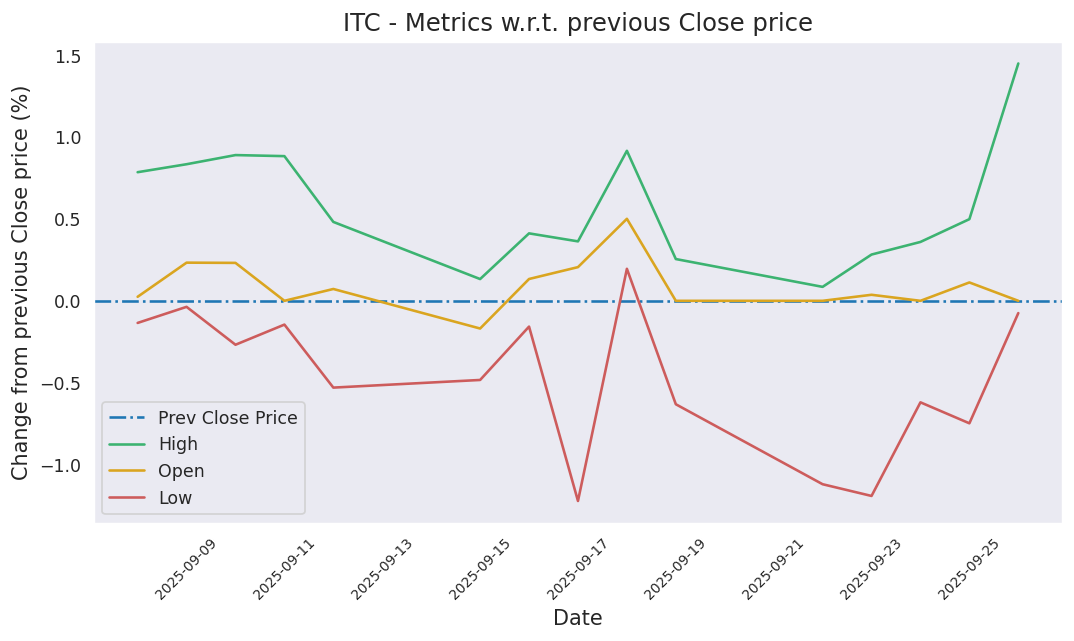 ITC - Metrics w.r.t. previous Close price
Change from previous Close price (%)
1.5
1.0
0.5
0.0
−0.5
−1.0
Prev Close Price
High
Open
Low
2025-09-09
2025-09-11
2025-09-13
2025-09-15
2025-09-17
2025-09-19
2025-09-21
2025-09-23
2025-09-25
Date